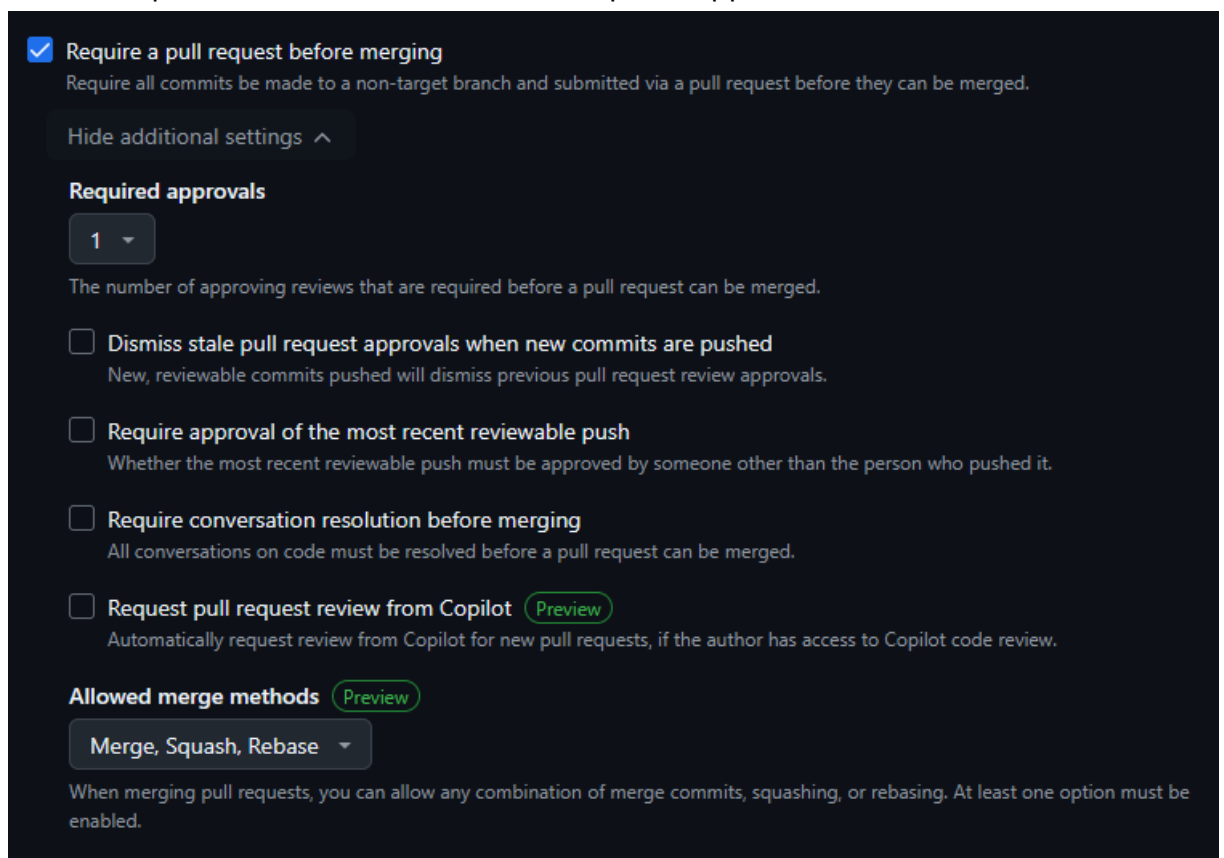 Require a pull request before merging
Require all commits be made to a non-target branch and submitted via a pull request before they can be merged.
Hide additional settings
Required approvals
1
The number of approving reviews that are required before a pull request can be merged.
Dismiss stale pull request approvals when new commits are pushed
New, reviewable commits pushed will dismiss previous pull request review approvals.
Require approval of the most recent reviewable push
Whether the most recent reviewable push must be approved by someone other than the person who pushed it.
Require conversation resolution before merging
All conversations on code must be resolved before a pull request can be merged.
Request pull request review from Copilot Preview
Automatically request review from Copilot for new pull requests, if the author has access to Copilot code review.
Allowed merge methods Preview
Merge, Squash, Rebase
When merging pull requests, you can allow any combination of merge commits, squashing, or rebasing. At least one option must be
enabled.